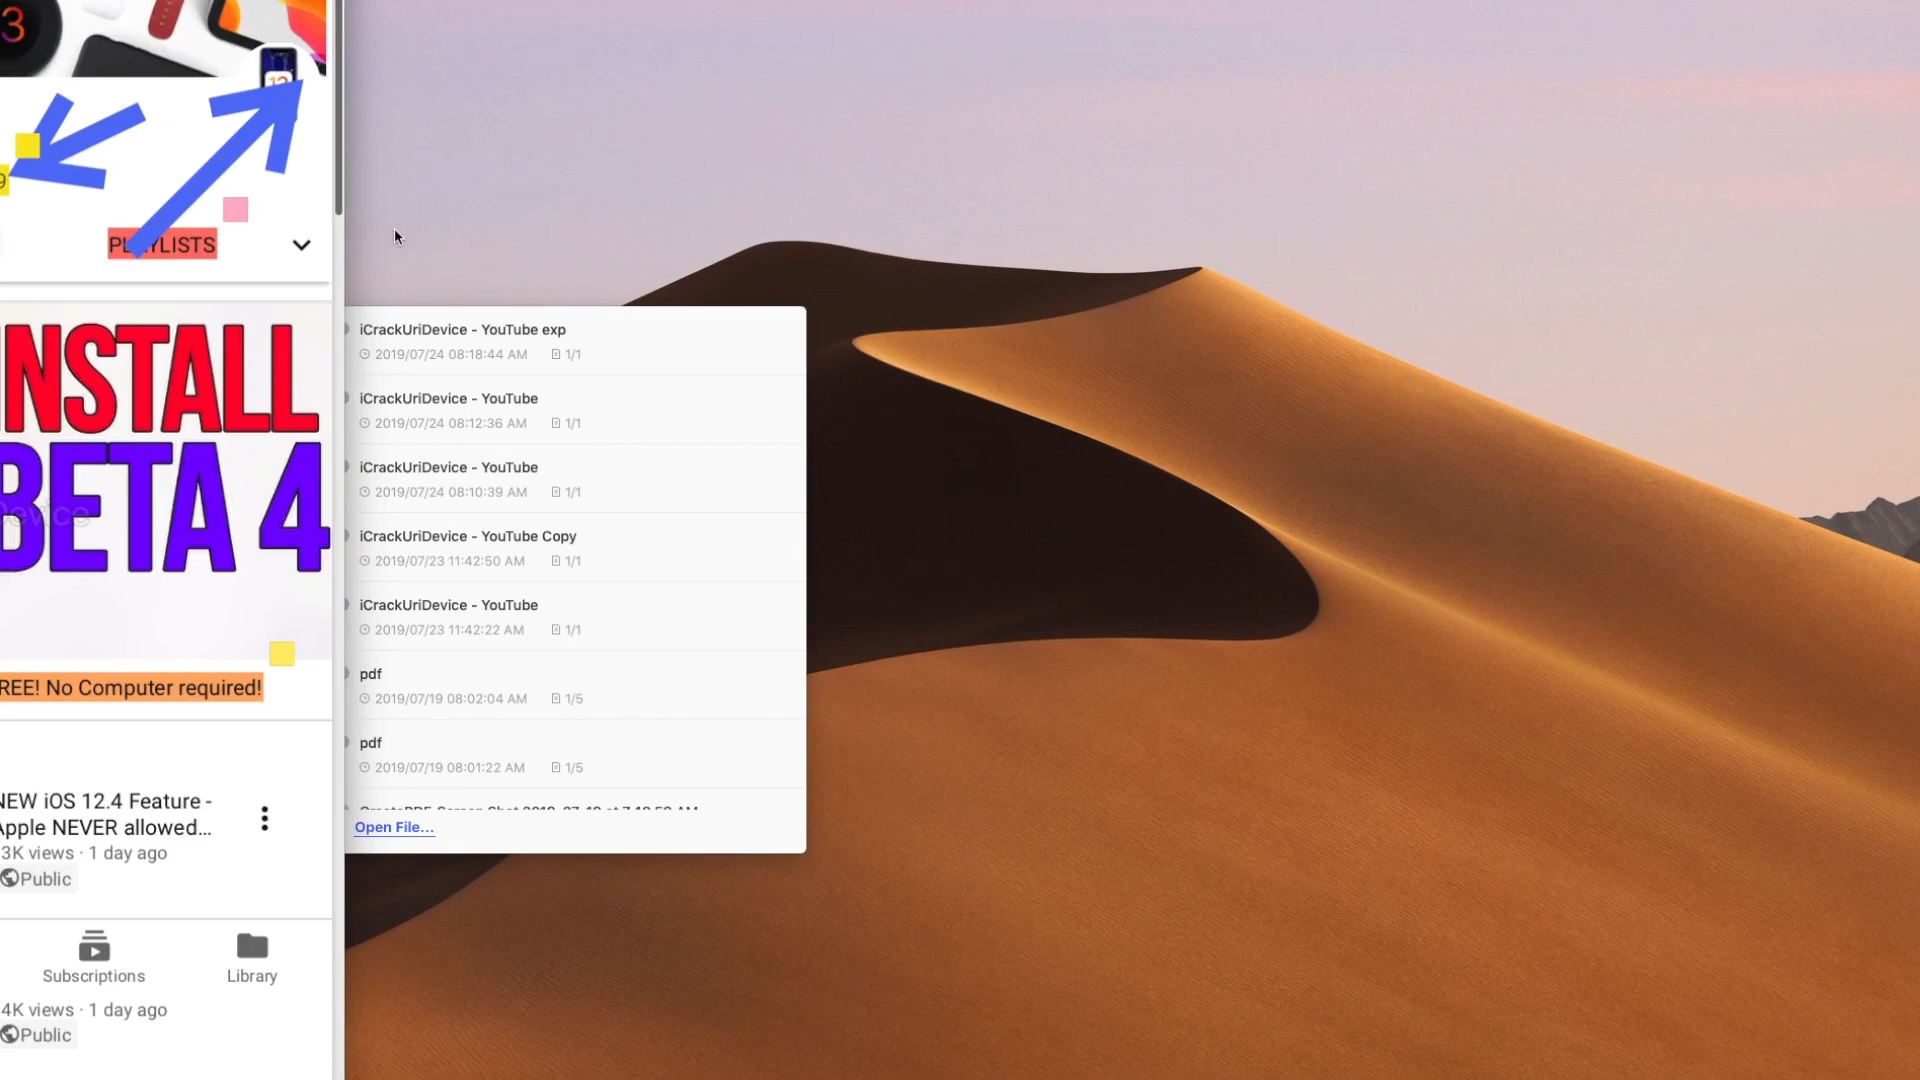 3
9
PLAYLISTS
INSTALL
BETA 4
Device
REE! No Computer required!
NEW iOS 12.4 Feature -
Apple NEVER allowed...
3K views · 1 day ago
Public
Subscriptions
Library
4K views · 1 day ago
Public
iCrackUriDevice - YouTube exp
2019/07/24 08:18:44 AM 1/1
iCrackUriDevice - YouTube
2019/07/24 08:12:36 AM 1/1
iCrackUriDevice - YouTube
2019/07/24 08:10:39 AM 1/1
iCrackUriDevice - YouTube Copy
2019/07/23 11:42:50 AM 1/1
iCrackUriDevice - YouTube
2019/07/23 11:42:22 AM 1/1
pdf
2019/07/19 08:02:04 AM 1/5
pdf
2019/07/19 08:01:22 AM 1/5
Open File...